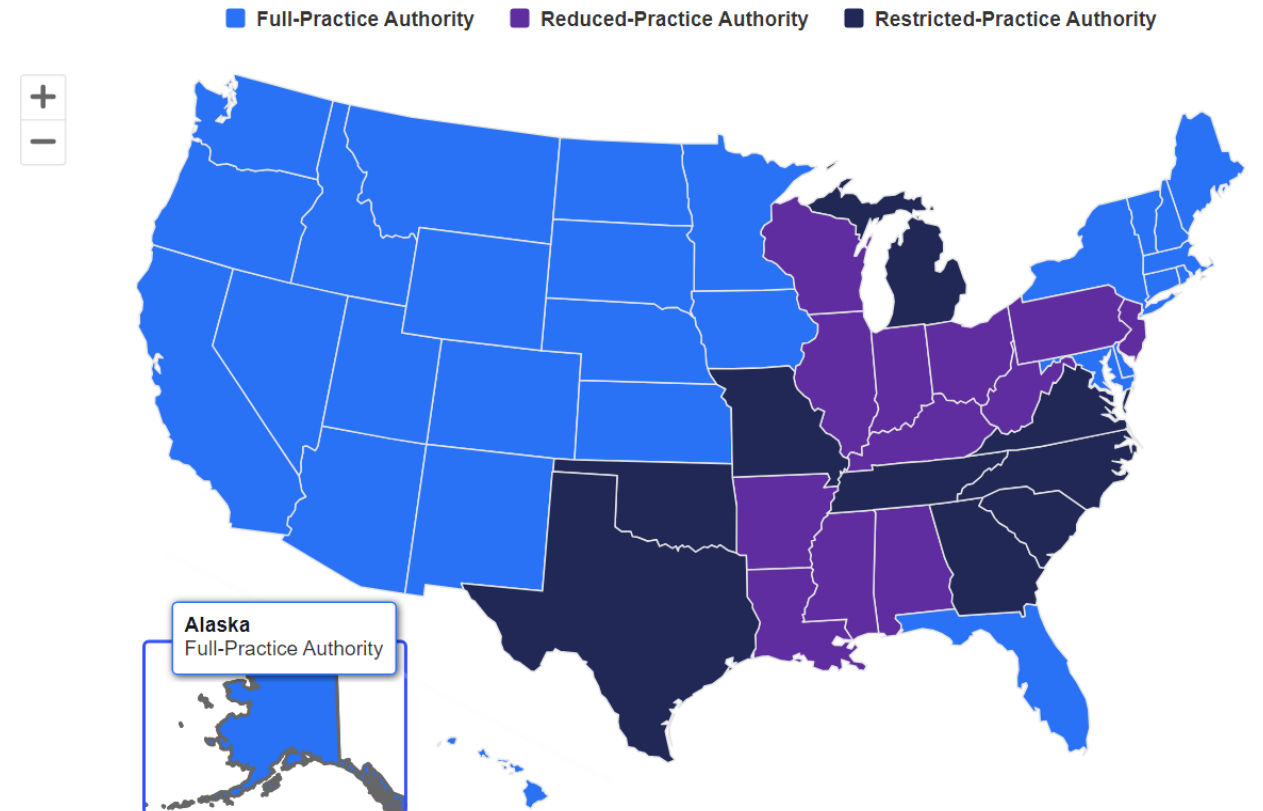 Full-Practice Authority Reduced-Practice Authority Restricted-Practice Authority
+
−
Alaska
Full-Practice Authority